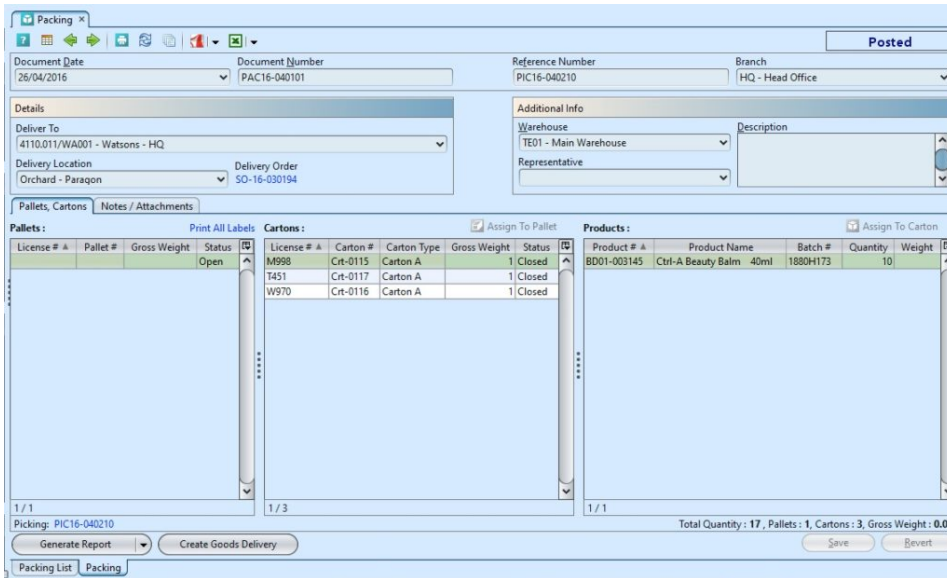 Packing ×
Posted
Document Date Document Number Reference Number Branch
26/04/2016 PAC16-040101 PIC16-040210 HQ - Head Office
Details Additional Info
Deliver To Warehouse Description
4110.011/WA001 - Watsons - HQ TE01 - Main Warehouse
Delivery Location Delivery Order Representative
Orchard - Paragon SO-16-030194
Pallets, Cartons Notes / Attachments
Pallets : Print All Labels Cartons : Assign To Pallet Products : Assign To Carton
License # Pallet # Gross Weight Status License # Carton # Carton Type Gross Weight Status Product # Product Name Batch # Quantity Weight
Open M998 Crt-0115 Carton A 1 Closed BD01-003145 Ctrl-A Beauty Balm 40ml 1880H173 10
T451 Crt-0117 Carton A 1 Closed
W970 Crt-0116 Carton A 1 Closed
1 / 1 1 / 3 1 / 1
Picking: PIC16-040210 Total Quantity : 17 , Pallets : 1, Cartons : 3, Gross Weight : 0.0
Generate Report Create Goods Delivery Save Revert
Packing List Packing